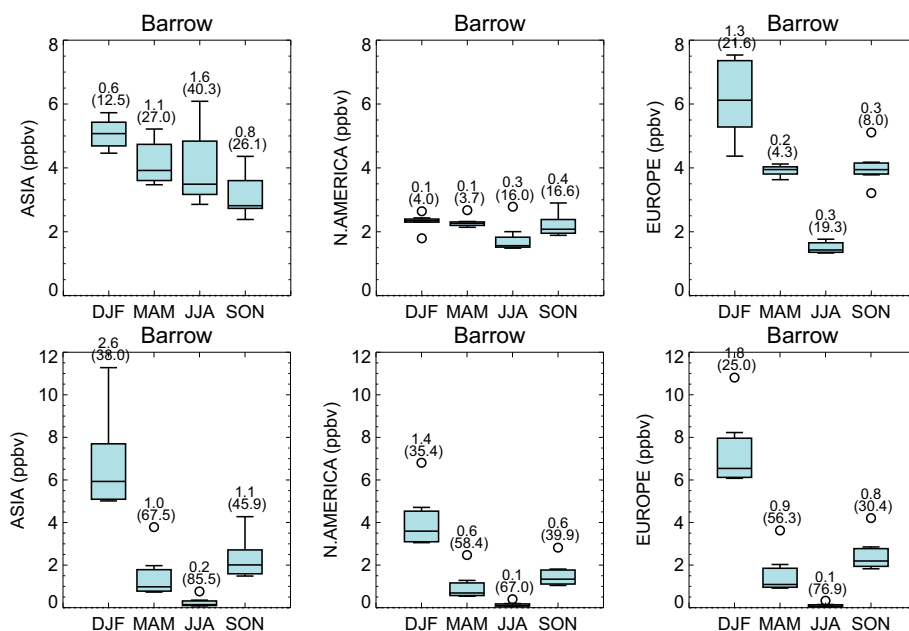 Barrow Barrow Barrow
8 8 8
6 6 6
4 4 4
2 2 2
0 0 0
ASIA (ppbv)
0.6
(12.5)
1.1
(27.0)
1.6
(40.3)
0.8
(26.1)
DJF MAM JJA SON
N.AMERICA (ppbv)
0.1
(4.0)
0.1
(3.7)
0.3
(16.0)
0.4
(16.6)
DJF MAM JJA SON
EUROPE (ppbv)
1.3
(21.6)
0.2
(4.3)
0.3
(19.3)
0.3
(8.0)
DJF MAM JJA SON
Barrow Barrow Barrow
12 12 12
10 10 10
8 8 8
6 6 6
4 4 4
2 2 2
0 0 0
ASIA (ppbv)
2.6
(38.0)
1.0
(67.5)
0.2
(85.5)
1.1
(45.9)
DJF MAM JJA SON
N.AMERICA (ppbv)
1.4
(35.4)
0.6
(58.4)
0.1
(67.0)
0.6
(39.9)
DJF MAM JJA SON
EUROPE (ppbv)
1.8
(25.0)
0.9
(56.3)
0.1
(76.9)
0.8
(30.4)
DJF MAM JJA SON